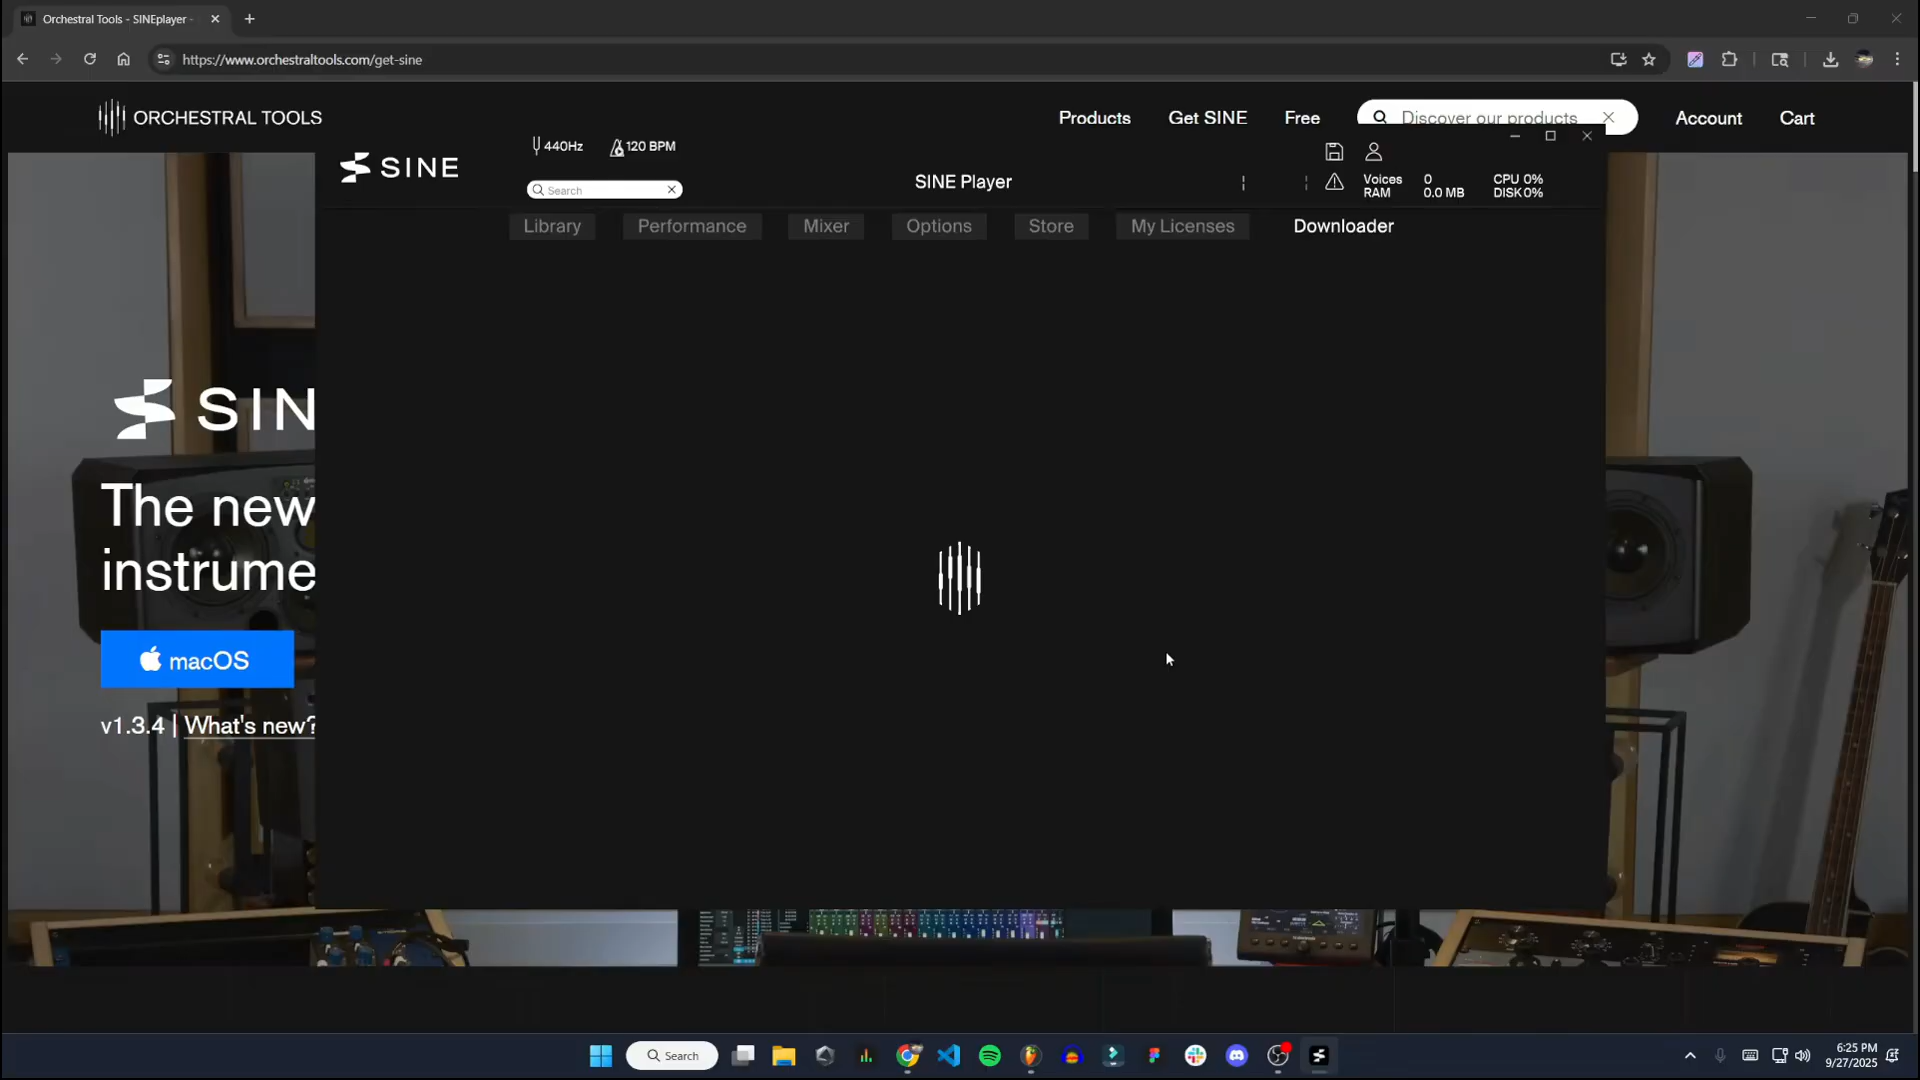 Orchestral Tools - SINEplayer -
https://www.orchestraltools.com/get-sine
ORCHESTRAL TOOLS
Products
Get SINE
Free
Discover our products
Account
Cart
SINE
440Hz
120 BPM
Search
SINE Player
Voices 0
RAM 0.0 MB
CPU 0%
DISK 0%
Library
Performance
Mixer
Options
Store
My Licenses
Downloader
SIN
The new
instrume
macOS
v1.3.4 | What's new?
Search
6:25 PM
9/27/2025